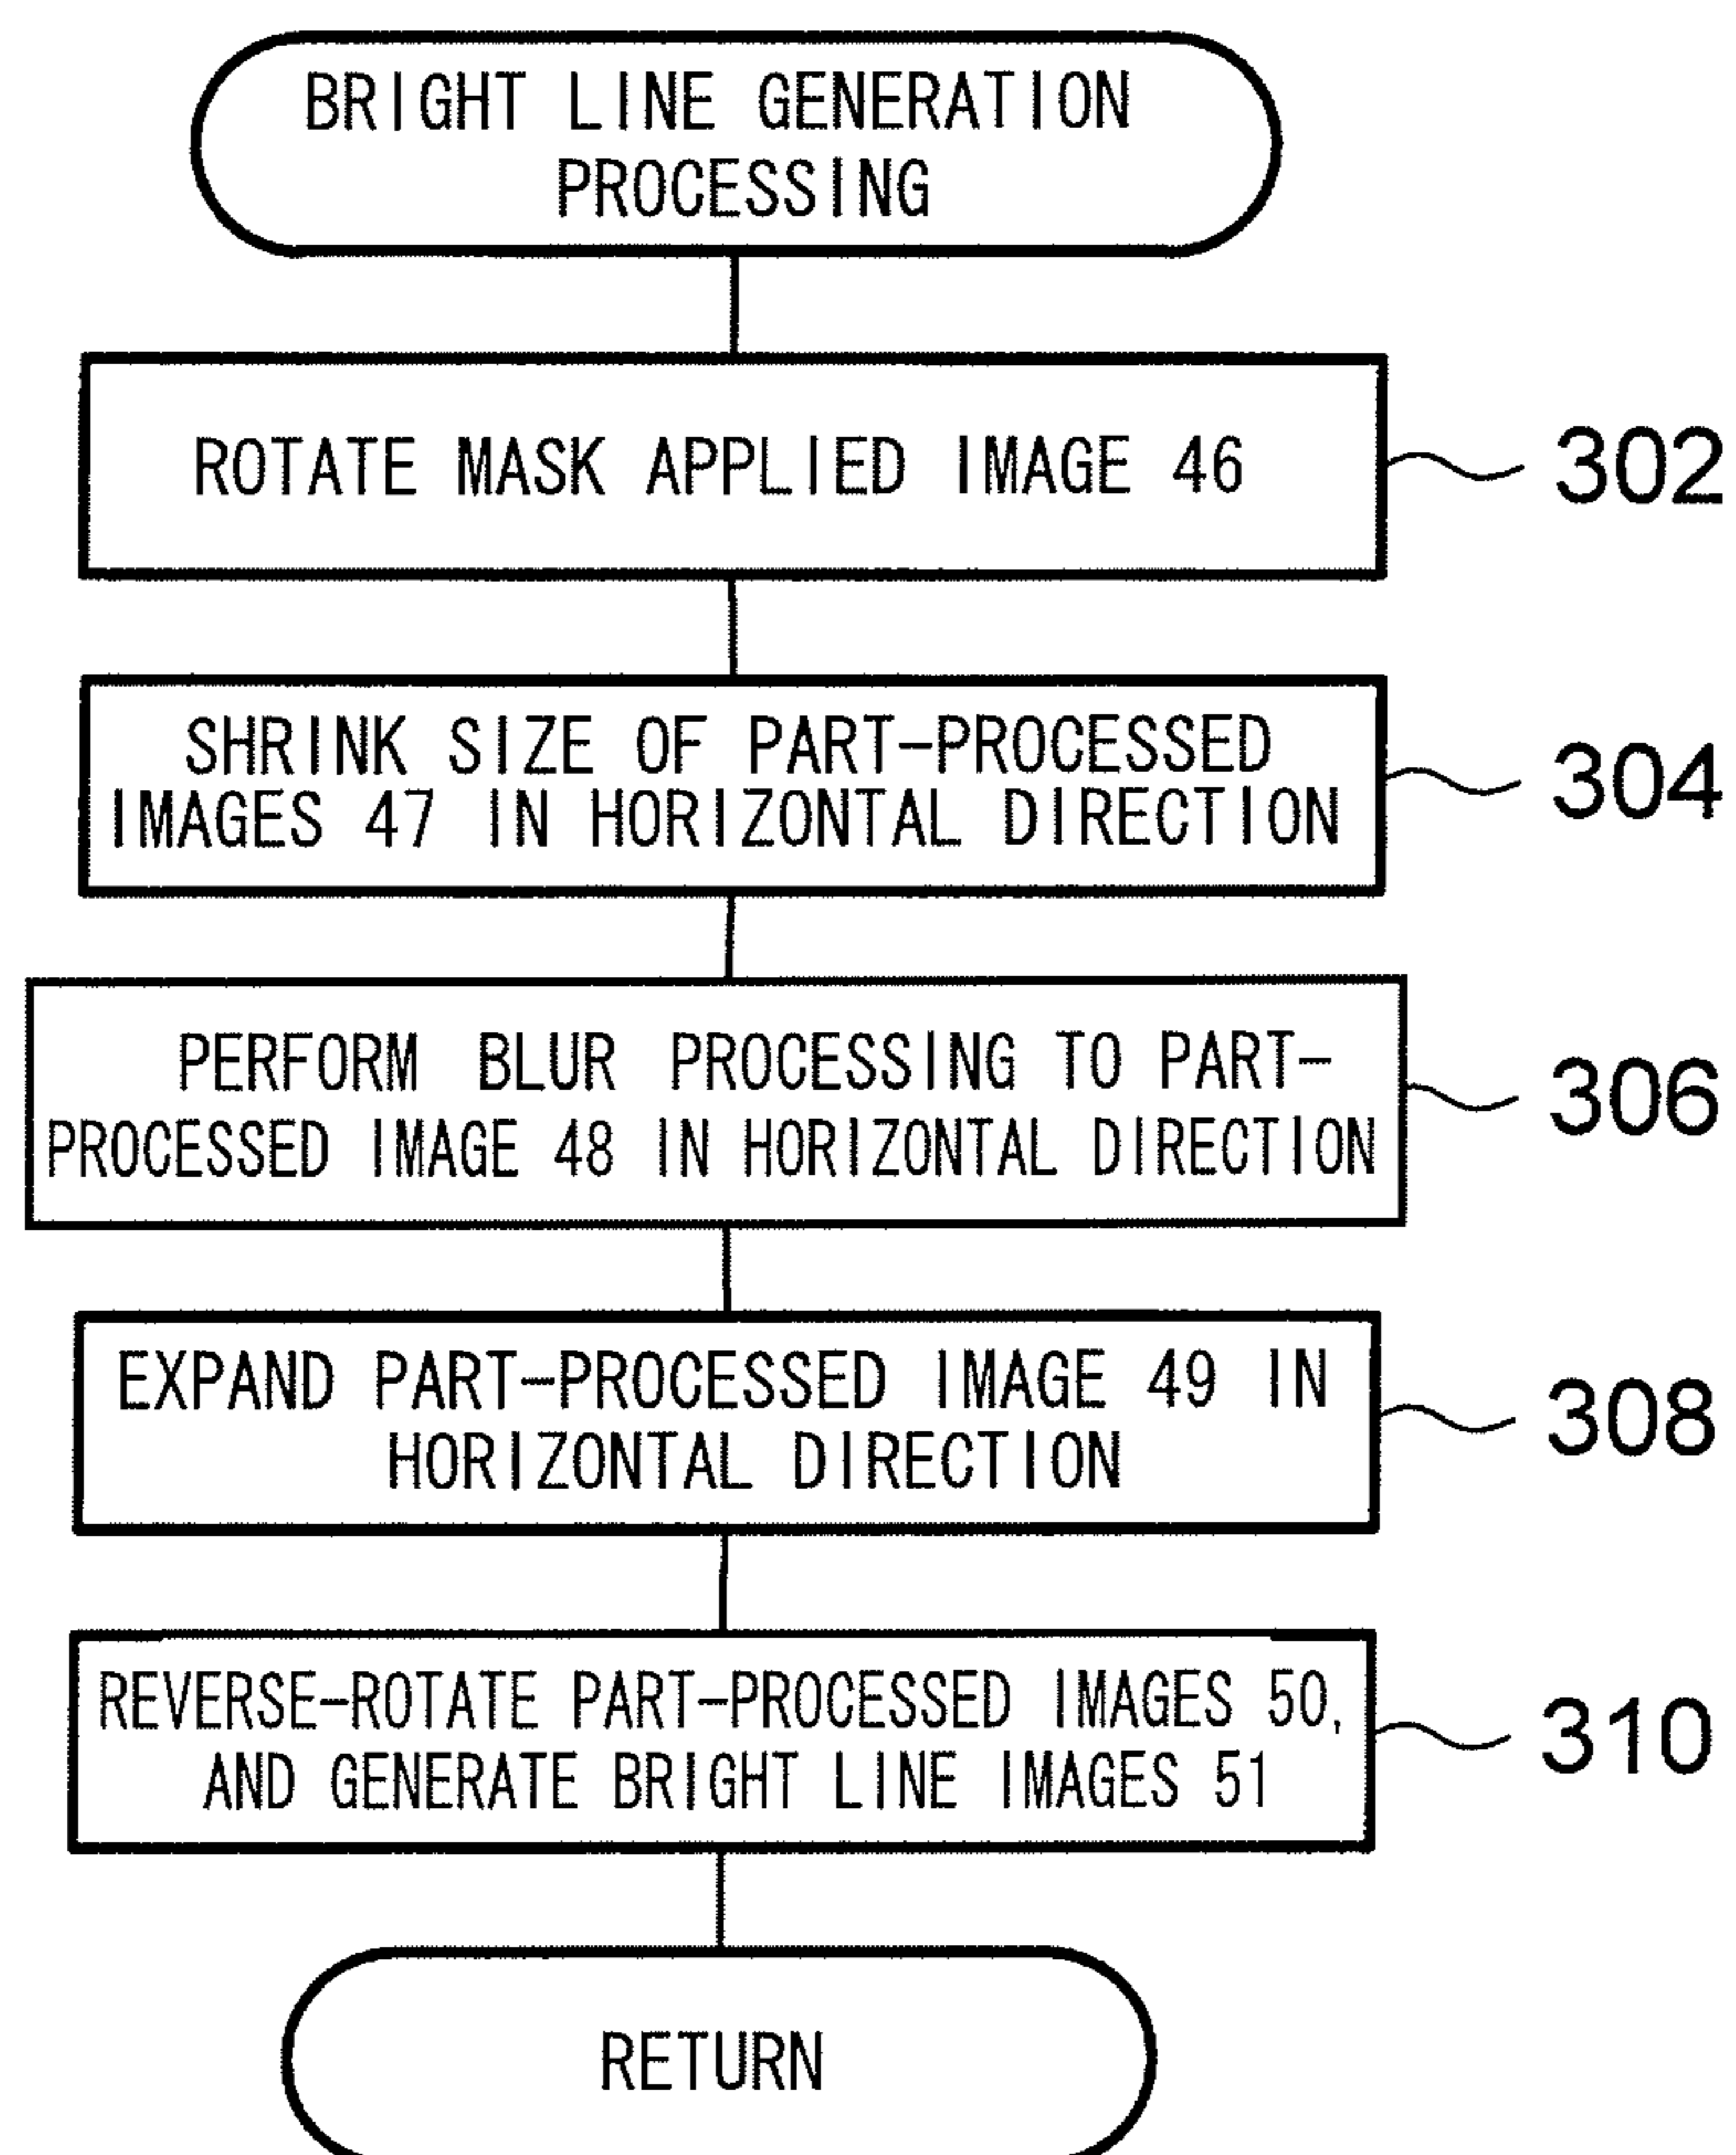 BRIGHT LINE GENERATION
PROCESSING
ROTATE MASK APPLIED IMAGE 46
302
SHRINK SIZE OF PART-PROCESSED
IMAGES 47 IN HORIZONTAL DIRECTION
304
PERFORM BLUR PROCESSING TO PART-
PROCESSED IMAGE 48 IN HORIZONTAL DIRECTION
306
EXPAND PART-PROCESSED IMAGE 49 IN
HORIZONTAL DIRECTION
308
REVERSE-ROTATE PART-PROCESSED IMAGES 50,
AND GENERATE BRIGHT LINE IMAGES 51
310
RETURN